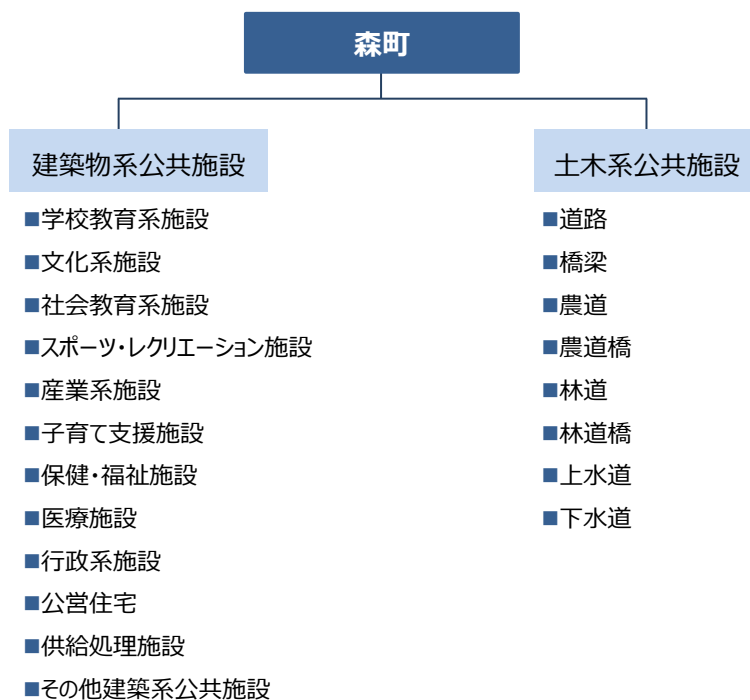 森町
建築物系公共施設
■学校教育系施設
■文化系施設
■社会教育系施設
■スポーツ・レクリエーション施設
■産業系施設
■子育て支援施設
■保健・福祉施設
■医療施設
■行政系施設
■公営住宅
■供給処理施設
■その他建築系公共施設
土木系公共施設
■道路
■橋梁
■農道
■農道橋
■林道
■林道橋
■上水道
■下水道